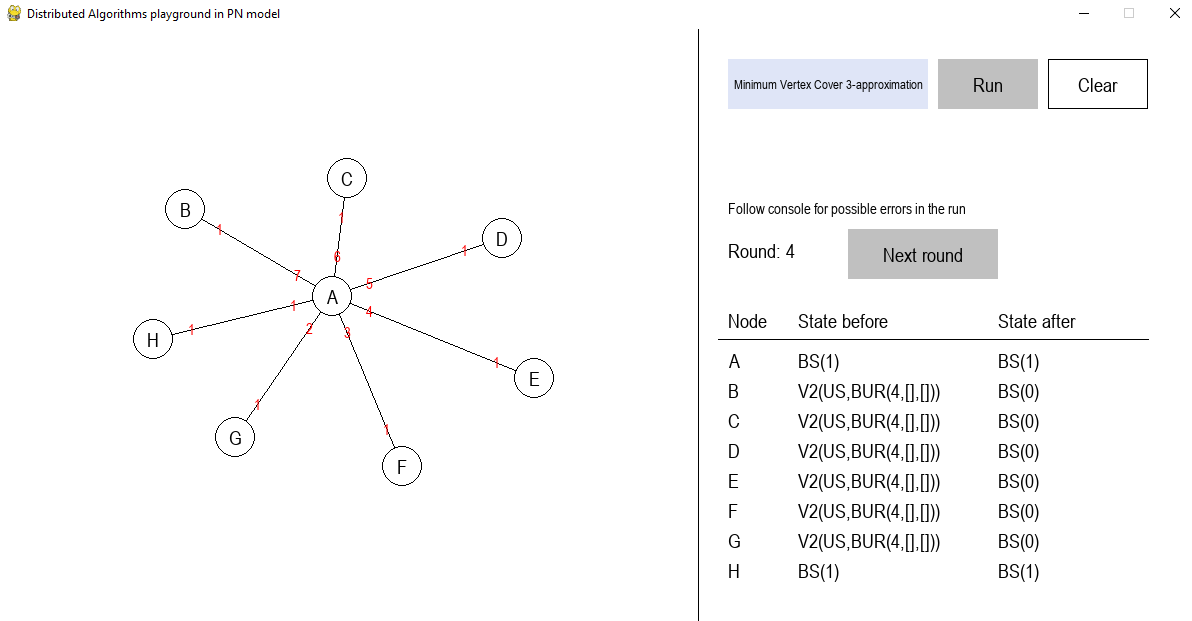 Distributed Algorithms playground in PN model
Minimum Vertex Cover 3-approximation
Run
Clear
Follow console for possible errors in the run
Round: 4
Next round
Node State before State after
A BS(1) BS(1)
B V2(US,BUR(4,[],[])) BS(0)
C V2(US,BUR(4,[],[])) BS(0)
D V2(US,BUR(4,[],[])) BS(0)
E V2(US,BUR(4,[],[])) BS(0)
F V2(US,BUR(4,[],[])) BS(0)
G V2(US,BUR(4,[],[])) BS(0)
H BS(1) BS(1)
C
1
B
1
D
1
6
7
5
A
1
4
H
1
2
3
1
E
1
G
1
F